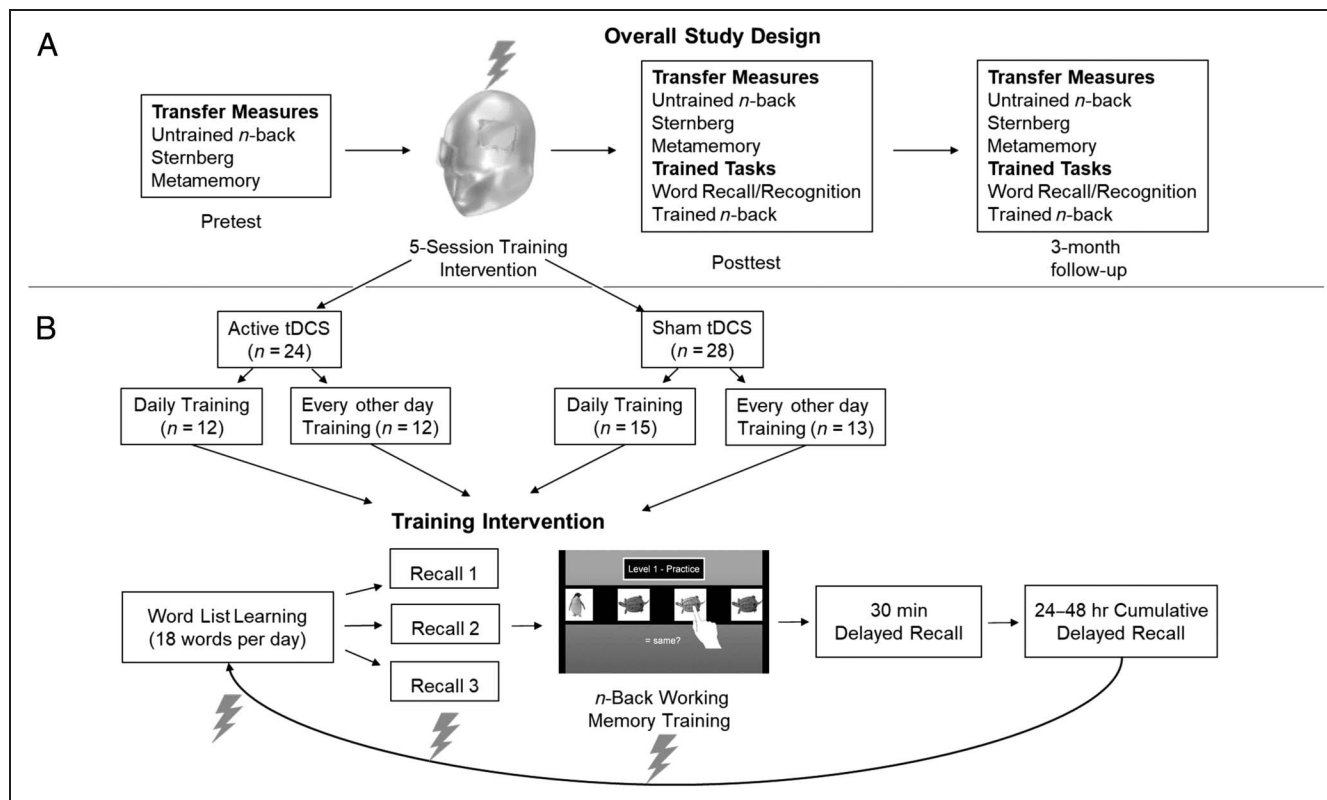 A
Overall Study Design
Transfer Measures
Untrained n-back
Sternberg
Metamemory
Pretest
5-Session Training
Intervention
Transfer Measures
Untrained n-back
Sternberg
Metamemory
Trained Tasks
Word Recall/Recognition
Trained n-back
Posttest
Transfer Measures
Untrained n-back
Sternberg
Metamemory
Trained Tasks
Word Recall/Recognition
Trained n-back
3-month
follow-up
B
Active tDCS
(n = 24)
Sham tDCS
(n = 28)
Daily Training
(n = 12)
Every other day
Training (n = 12)
Daily Training
(n = 15)
Every other day
Training (n = 13)
Training Intervention
Word List Learning
(18 words per day)
Recall 1
Recall 2
Recall 3
Level 1 - Practice
= same?
n-Back Working
Memory Training
30 min
Delayed Recall
24–48 hr Cumulative
Delayed Recall